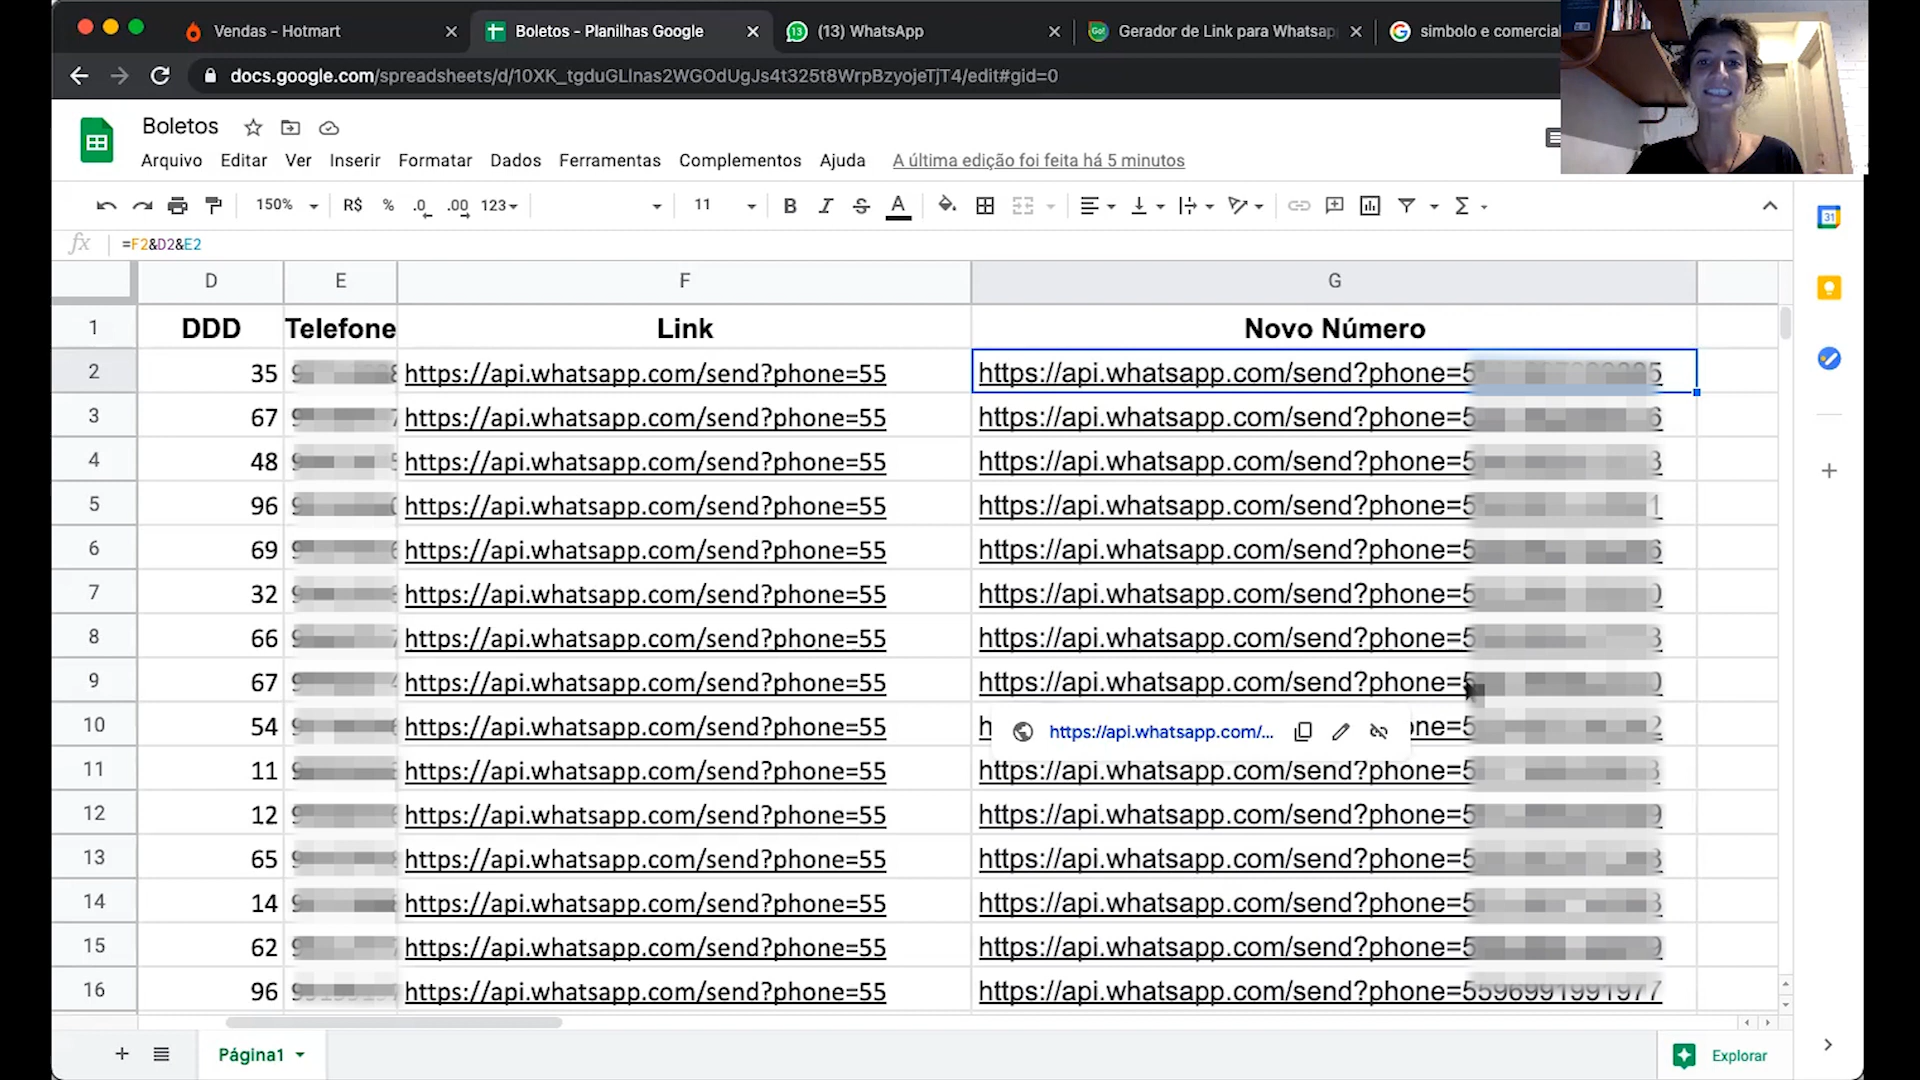 Vendas - Hotmart
Boletos - Planilhas Google
(13) WhatsApp
Gerador de Link para Whatsap
simbolo e comercial
docs.google.com/spreadsheets/d/10XK_tgduGLlnas2WGOdUgJs4t325t8WrpBzyojeTjT4/edit#gid=0
Boletos
Arquivo Editar Ver Inserir Formatar Dados Ferramentas Complementos Ajuda A última edição foi feita há 5 minutos
150% R$ % .0 .00 123 11 B I S A Σ
31
fx =F2&D2&E2
D E F G
1 DDD Telefone Link Novo Número
2 35 https://api.whatsapp.com/send?phone=55 https://api.whatsapp.com/send?phone=5
3 67 https://api.whatsapp.com/send?phone=55 https://api.whatsapp.com/send?phone=5
4 48 https://api.whatsapp.com/send?phone=55 https://api.whatsapp.com/send?phone=5
5 96 https://api.whatsapp.com/send?phone=55 https://api.whatsapp.com/send?phone=5
6 69 https://api.whatsapp.com/send?phone=55 https://api.whatsapp.com/send?phone=5
7 32 https://api.whatsapp.com/send?phone=55 https://api.whatsapp.com/send?phone=5
8 66 https://api.whatsapp.com/send?phone=55 https://api.whatsapp.com/send?phone=5
9 67 https://api.whatsapp.com/send?phone=55 https://api.whatsapp.com/send?phone=5
10 54 https://api.whatsapp.com/send?phone=55 h https://api.whatsapp.com/... phone=5
11 11 https://api.whatsapp.com/send?phone=55 https://api.whatsapp.com/send?phone=5
12 12 https://api.whatsapp.com/send?phone=55 https://api.whatsapp.com/send?phone=5
13 65 https://api.whatsapp.com/send?phone=55 https://api.whatsapp.com/send?phone=5
14 14 https://api.whatsapp.com/send?phone=55 https://api.whatsapp.com/send?phone=5
15 62 https://api.whatsapp.com/send?phone=55 https://api.whatsapp.com/send?phone=5
16 96 https://api.whatsapp.com/send?phone=55 https://api.whatsapp.com/send?phone=
Página1
Explorar